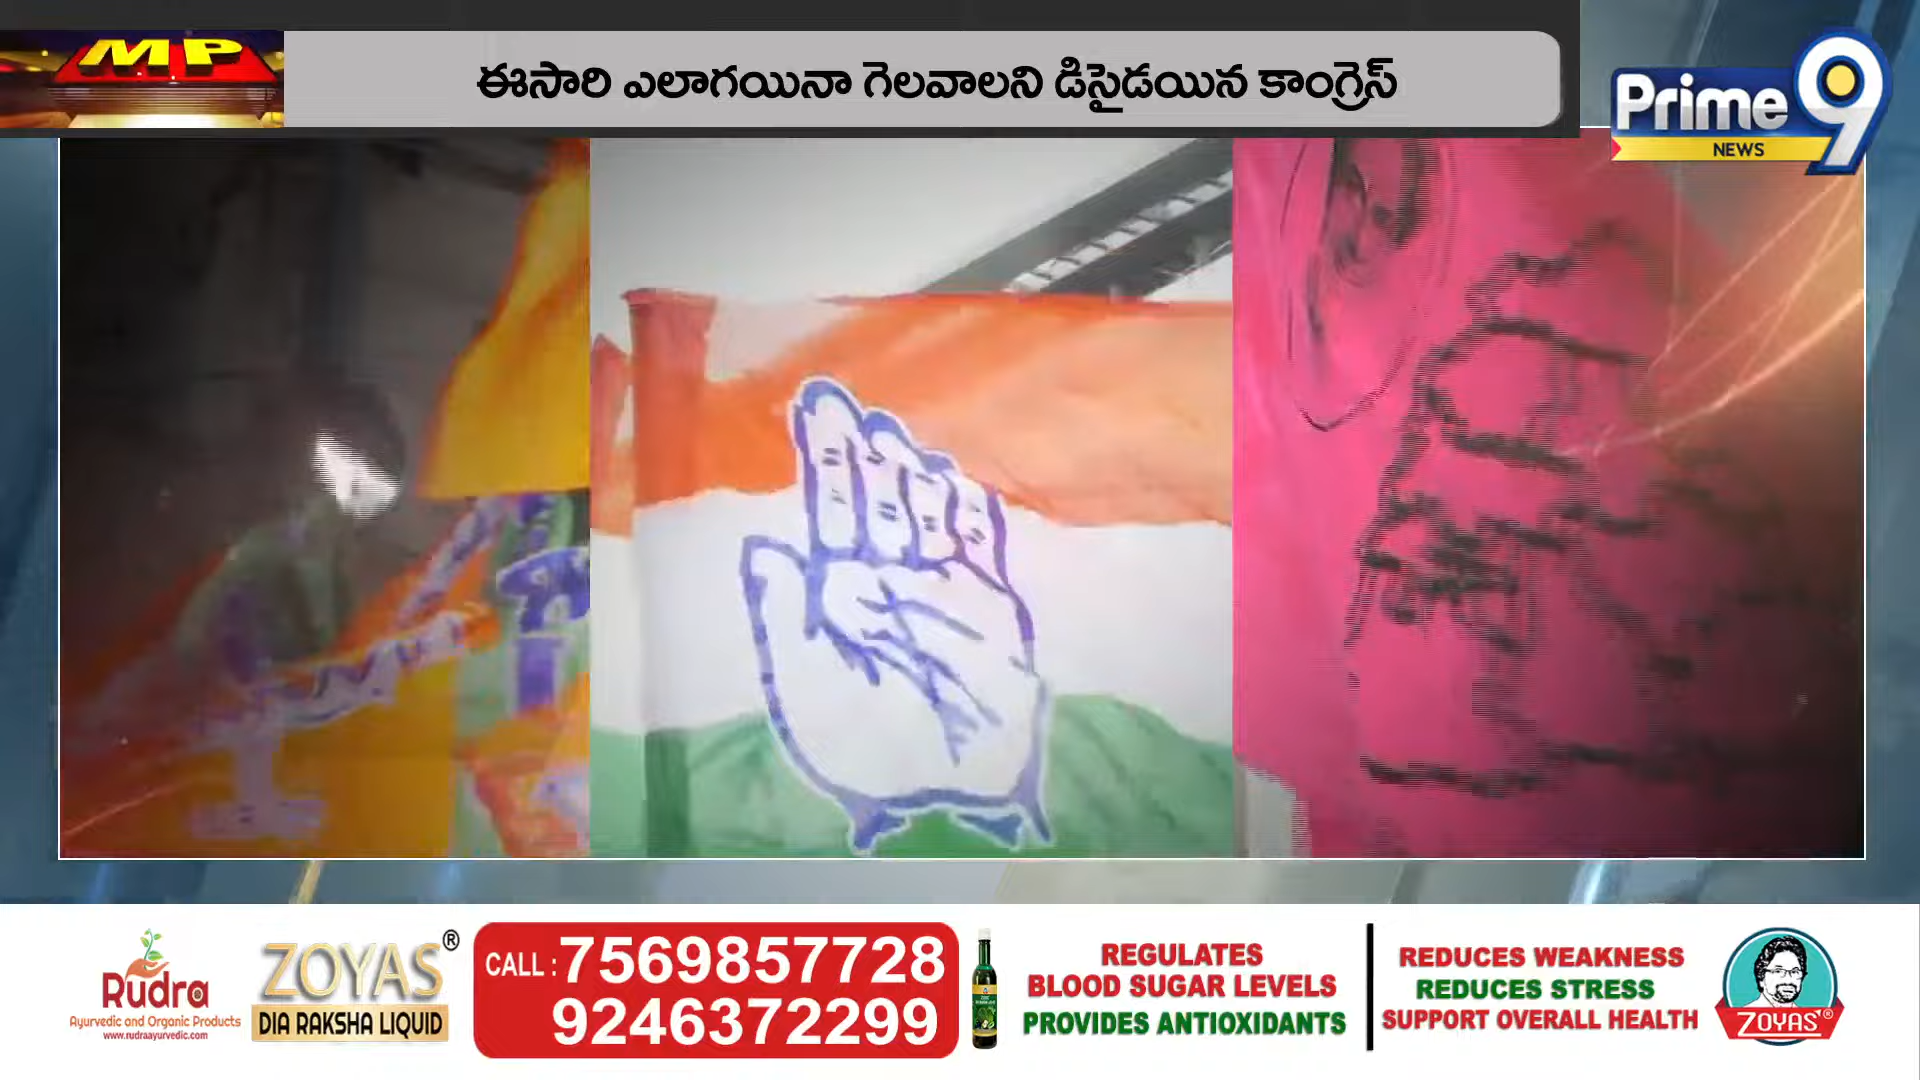 MP
ఈసారి ఎలాగయినా గెలవాలని డిసైడయిన కాంగ్రెస్
Prime9
NEWS
Rudra
Ayurvedic and Organic Products
www.rudraayurvedic.com
ZOYAS®
DIA RAKSHA LIQUID
CALL : 7569857728
9246372299
REGULATES
BLOOD SUGAR LEVELS
PROVIDES ANTIOXIDANTS
REDUCES WEAKNESS
REDUCES STRESS
SUPPORT OVERALL HEALTH
ZOYAS®